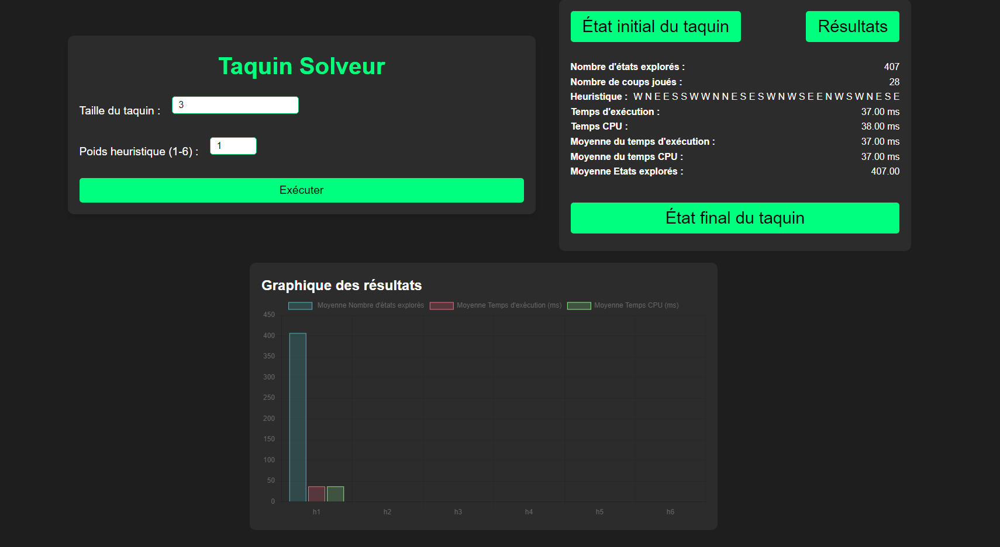 Taquin Solveur
Taille du taquin : 3
Poids heuristique (1-6) : 1
Exécuter
État initial du taquin Résultats
Nombre d'états explorés : 407
Nombre de coups joués : 28
Heuristique : W N E E S S W W N N E S E S W N W S E E N W S W N E S E
Temps d'exécution : 37.00 ms
Temps CPU : 38.00 ms
Moyenne du temps d'exécution : 37.00 ms
Moyenne du temps CPU : 37.00 ms
Moyenne Etats explorés : 407.00
État final du taquin
Graphique des résultats
Moyenne Nombre d'états explorés Moyenne Temps d'exécution (ms) Moyenne Temps CPU (ms)
450
400
350
300
250
200
150
100
50
0
h1 h2 h3 h4 h5 h6